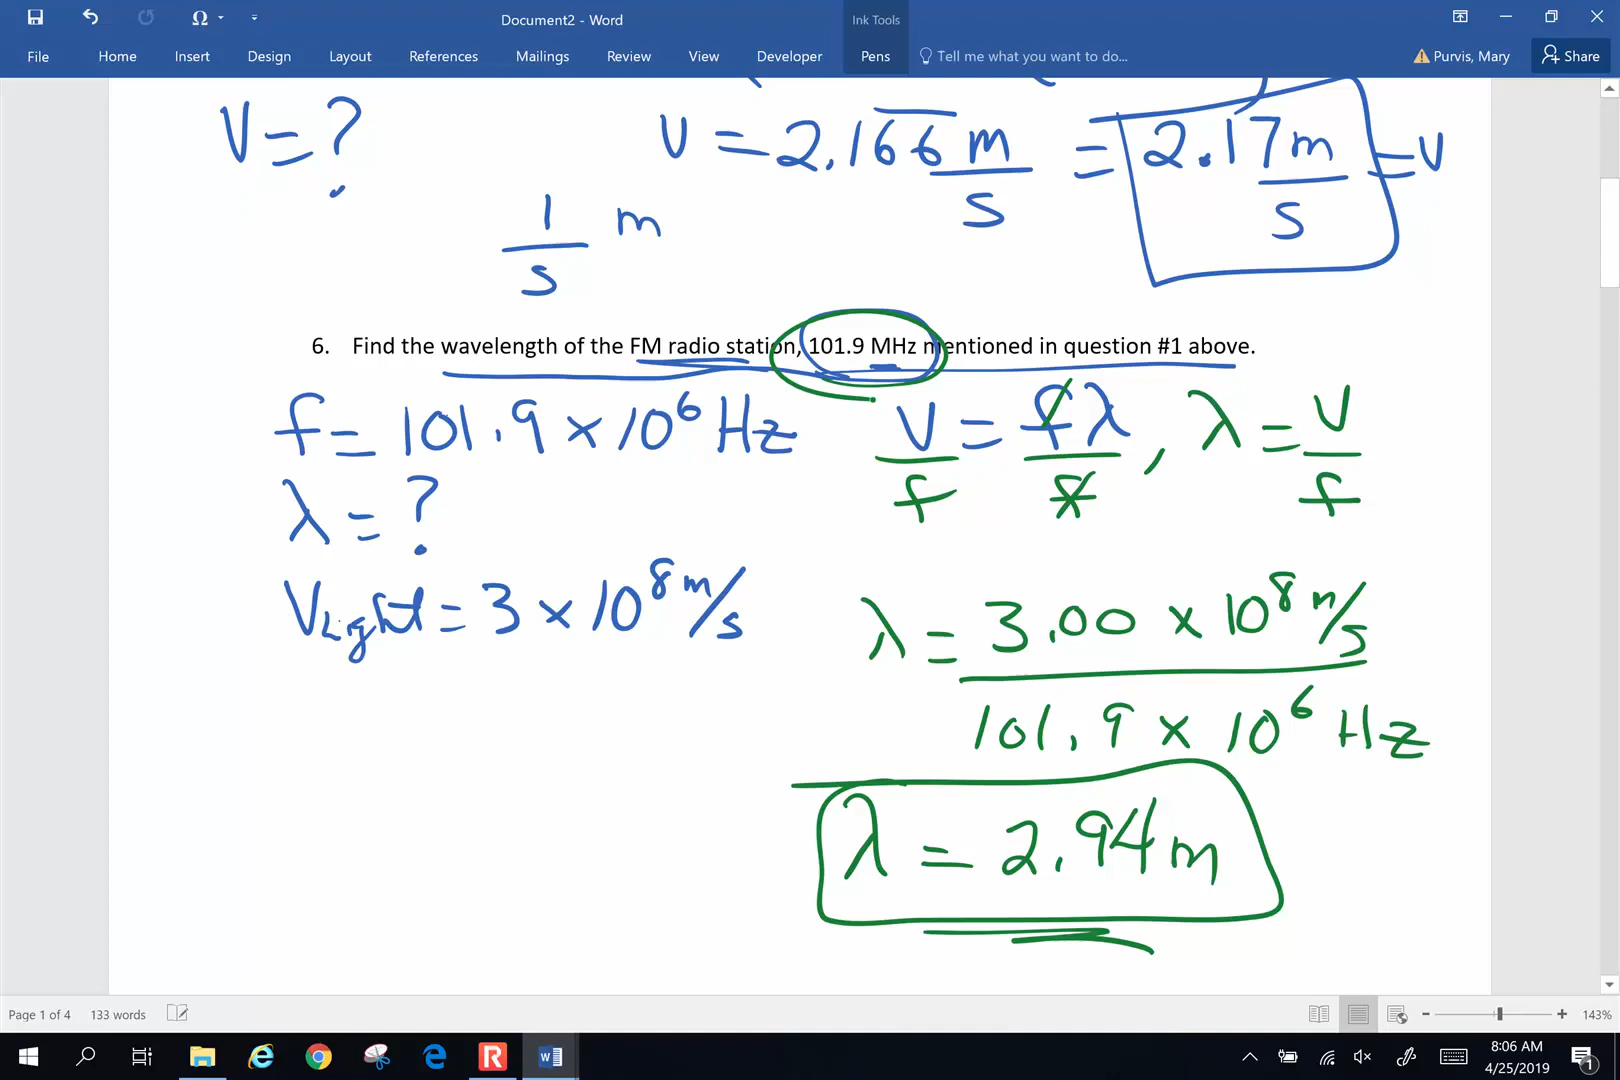 Document2 - Word
Ink Tools
File Home Insert Design Layout References Mailings Review View Developer Pens Tell me what you want to do... Purvis, Mary Share
V = ?
V = 2.166 m/s = 2.17 m/s = V
1/s m
6. Find the wavelength of the FM radio station, 101.9 MHz mentioned in question #1 above.
f = 101.9 × 10⁶ Hz
V/f = fλ/f , λ = V/f
λ = ?
VLight = 3 × 10⁸ m/s
λ = 3.00 × 10⁸ m/s
101.9 × 10⁶ Hz
λ = 2.94 m
Page 1 of 4 133 words 143%
8:06 AM
4/25/2019
1